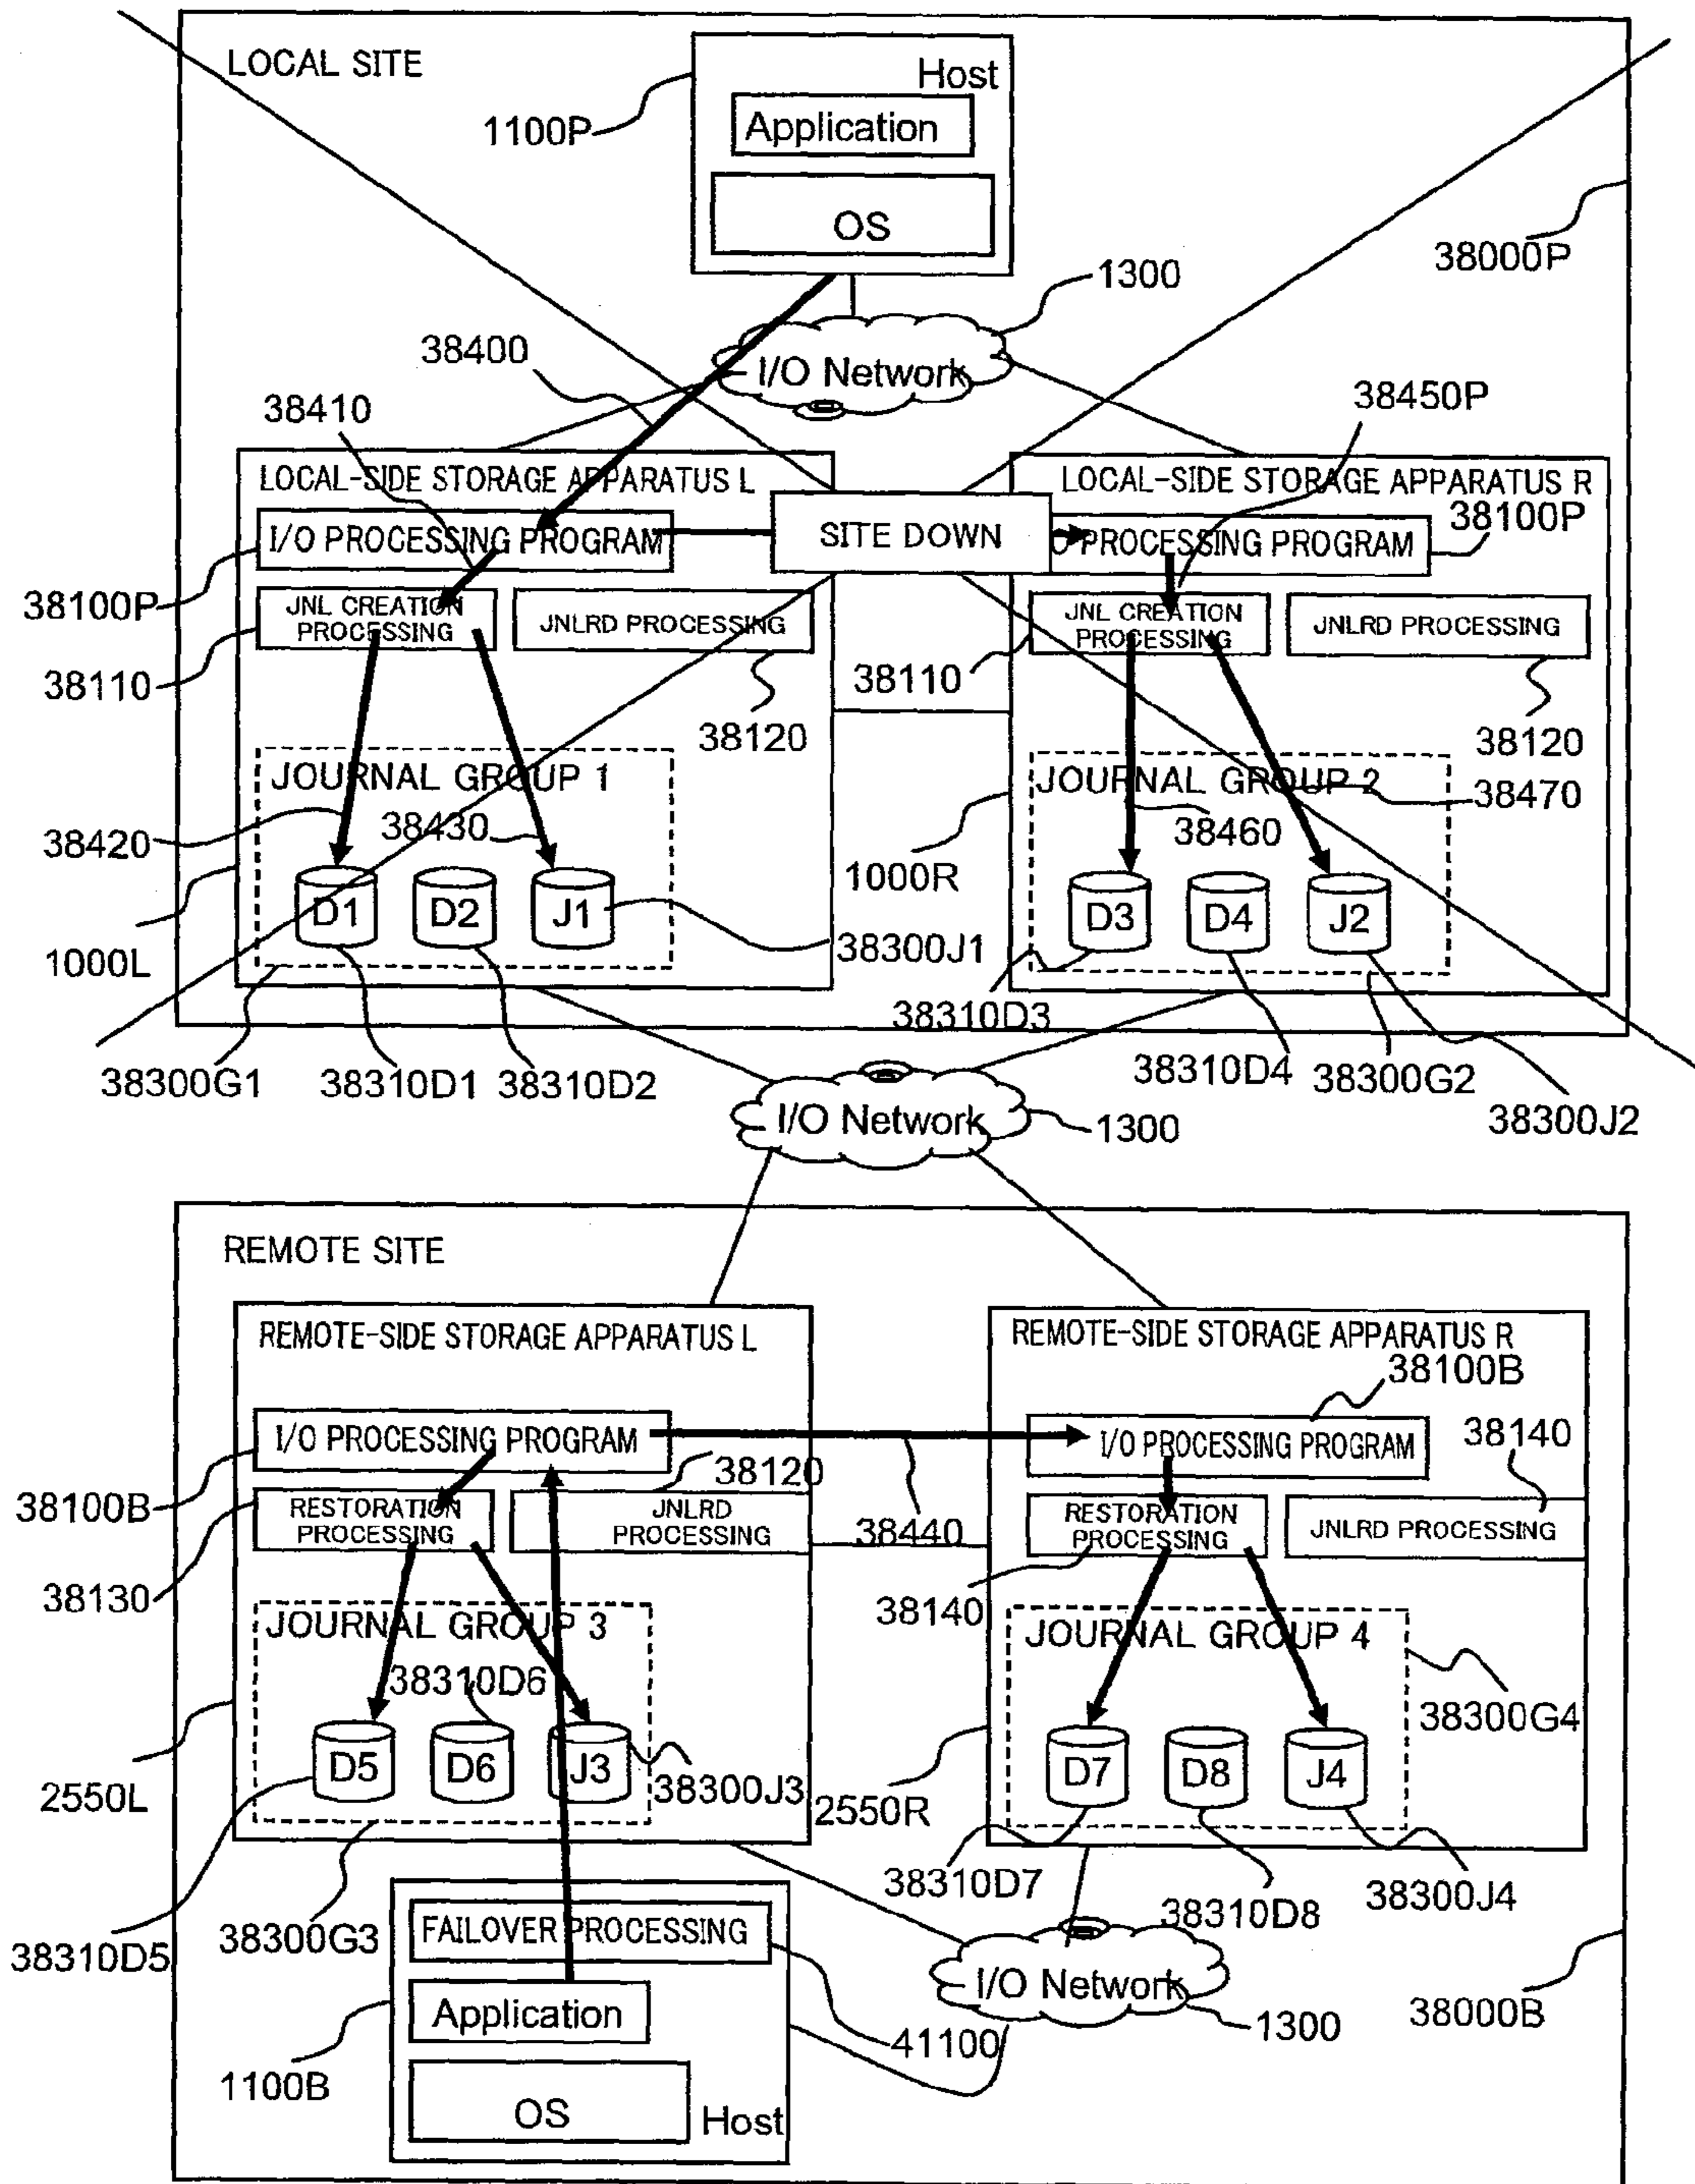 LOCAL SITE
Host
1100P
Application
OS
38000P
1300
I/O Network
38400
38410
38450P
LOCAL-SIDE STORAGE APPARATUS L
LOCAL-SIDE STORAGE APPARATUS R
38100P
I/O PROCESSING PROGRAM
SITE DOWN
O PROCESSING PROGRAM
38100P
JNL CREATION
PROCESSING
JNLRD PROCESSING
JNL CREATION
PROCESSING
JNLRD PROCESSING
38110
38120
38110
38120
JOURNAL GROUP 1
JOURNAL GROUP 2
38470
38420
38430
38460
1000R
D1
D2
J1
D3
D4
J2
1000L
38300J1
38310D3
38300G1
38310D1
38310D2
38310D4
38300G2
38300J2
I/O Network
1300
REMOTE SITE
REMOTE-SIDE STORAGE APPARATUS L
REMOTE-SIDE STORAGE APPARATUS R
38100B
I/O PROCESSING PROGRAM
I/O PROCESSING PROGRAM
38140
38120
38100B
RESTORATION
PROCESSING
JNLRD
PROCESSING
38440
RESTORATION
PROCESSING
JNLRD PROCESSING
38130
38140
JOURNAL GROUP 3
JOURNAL GROUP 4
38310D6
38300G4
D5
D6
J3
D7
D8
J4
2550L
38300J3
2550R
38310D7
38310D8
38300J4
38310D5
38300G3
FAILOVER PROCESSING
I/O Network
Application
41100
1300
38000B
1100B
OS
Host